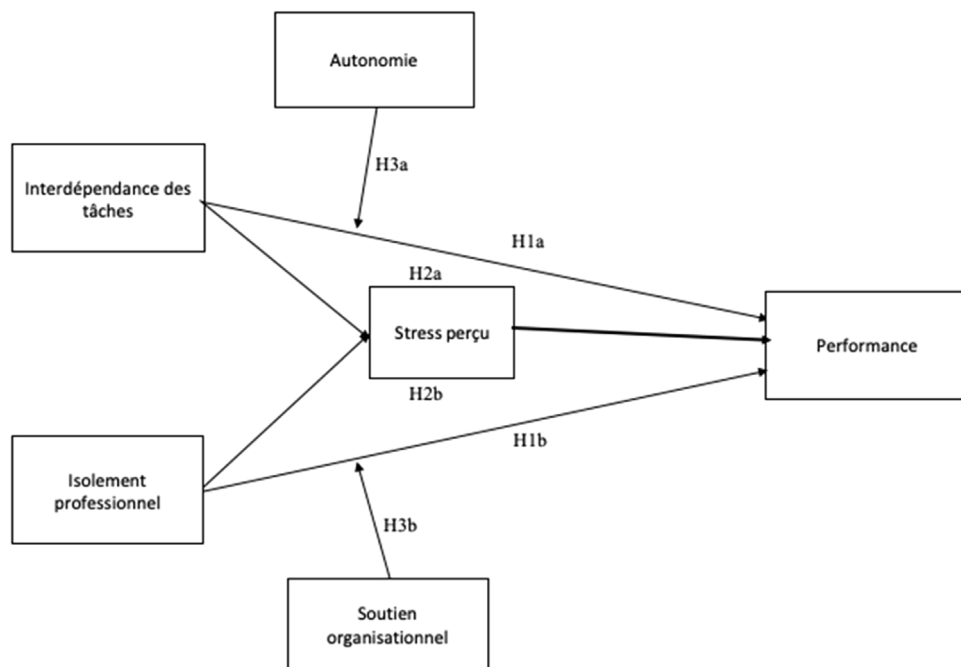 Autonomie
H3a
Interdépendance des
tâches
H1a
H2a
Stress perçu
Performance
H2b
H1b
Isolement
professionnel
H3b
Soutien
organisationnel